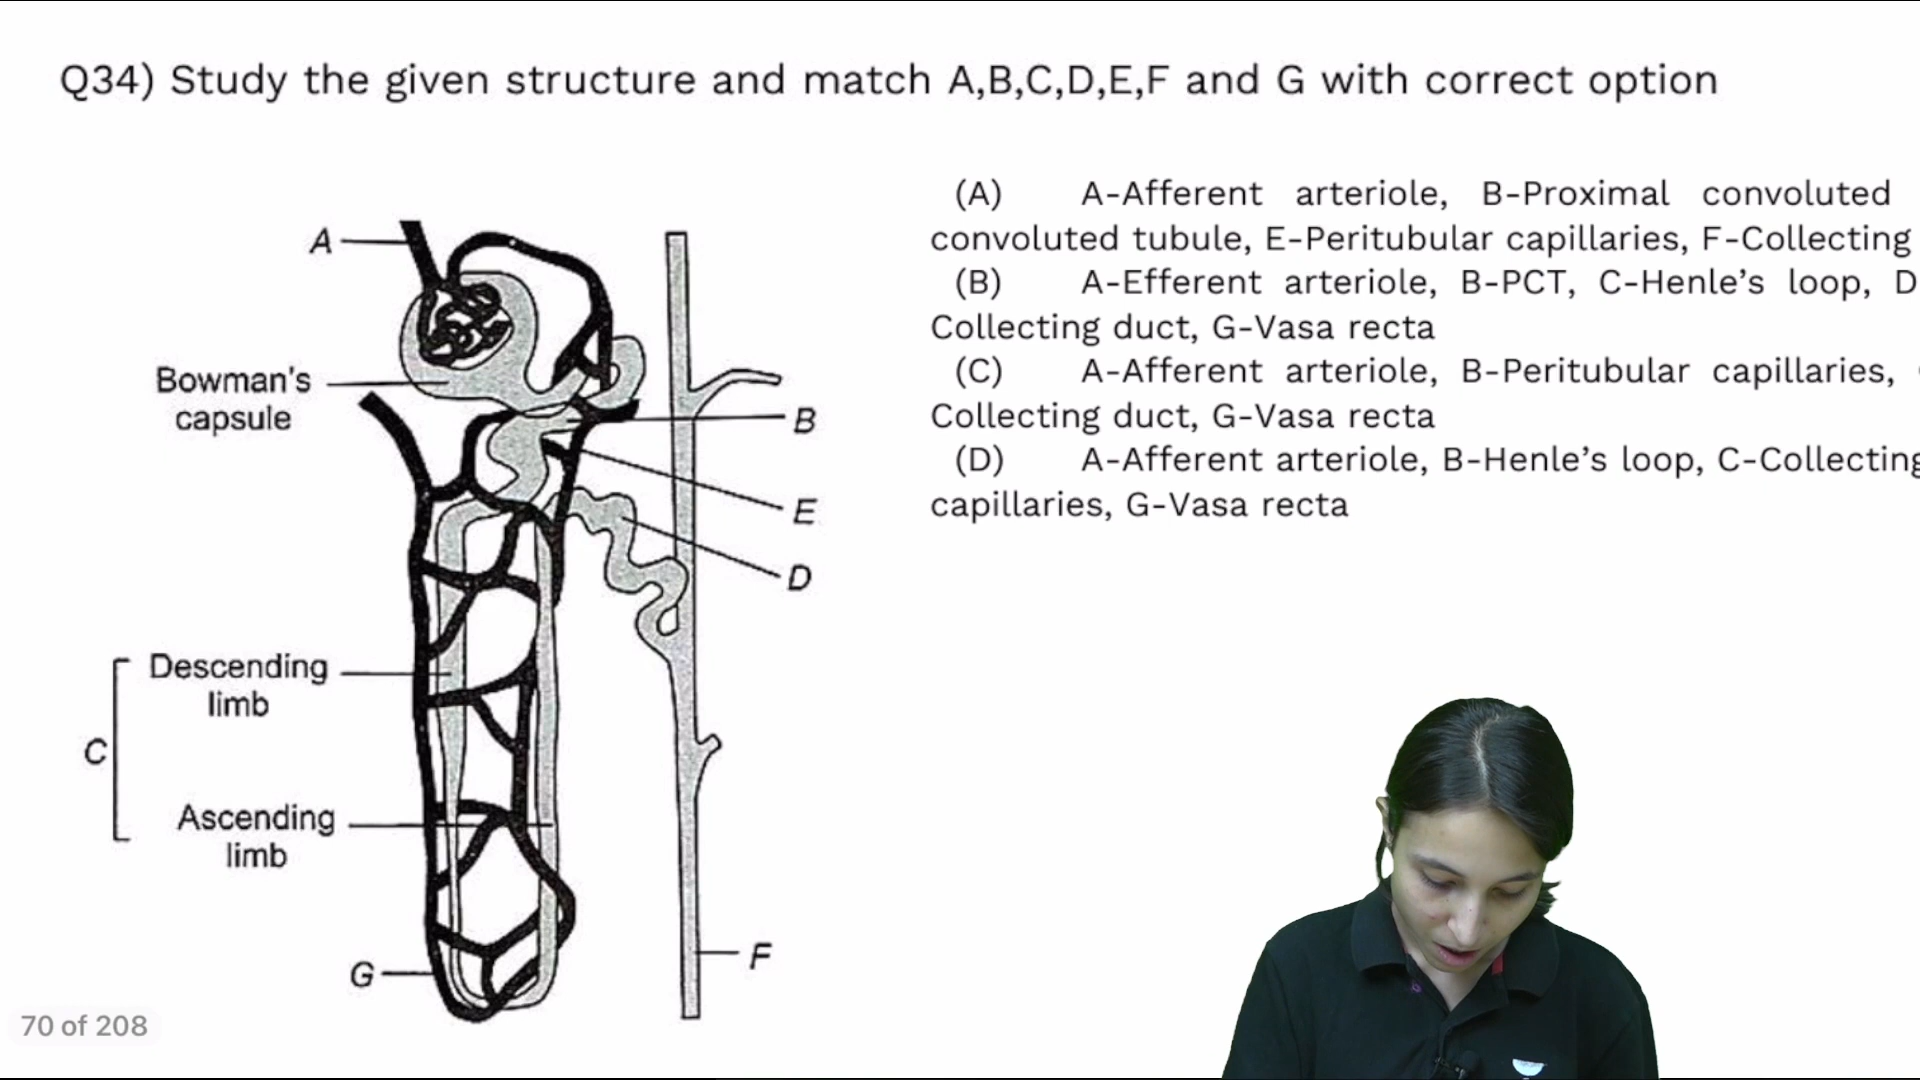 Q34) Study the given structure and match A,B,C,D,E,F and G with correct option
(A) A-Afferent arteriole, B-Proximal convoluted
convoluted tubule, E-Peritubular capillaries, F-Collecting
(B) A-Efferent arteriole, B-PCT, C-Henle's loop, D
Collecting duct, G-Vasa recta
(C) A-Afferent arteriole, B-Peritubular capillaries,
Collecting duct, G-Vasa recta
(D) A-Afferent arteriole, B-Henle's loop, C-Collecting
capillaries, G-Vasa recta
A
Bowman's
capsule
B
E
D
Descending
limb
C
Ascending
limb
F
G
70 of 208